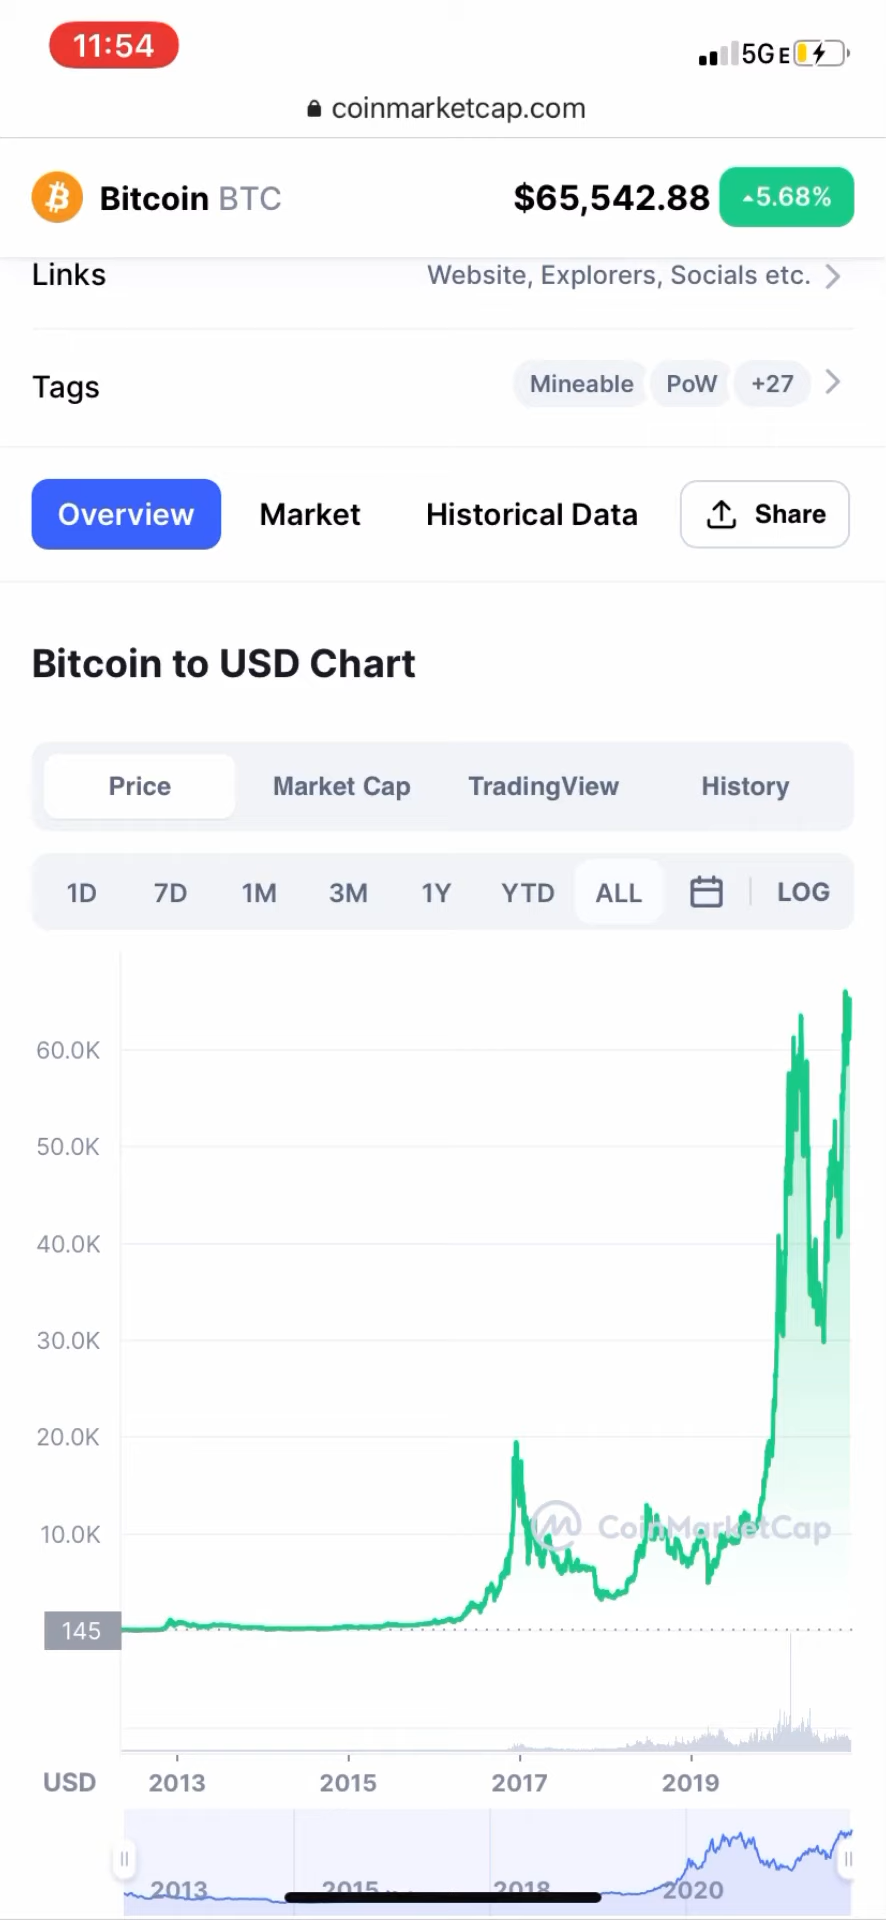 11:54 5GE
coinmarketcap.com
Bitcoin BTC $65,542.88 5.68%
Links Website, Explorers, Socials etc.
Tags Mineable PoW +27
Overview Market Historical Data Share
Bitcoin to USD Chart
Price Market Cap TradingView History
1D 7D 1M 3M 1Y YTD ALL LOG
60.0K
50.0K
40.0K
30.0K
20.0K
10.0K
CoinMarketCap
145
USD 2013 2015 2017 2019
2013 2015 2018 2020